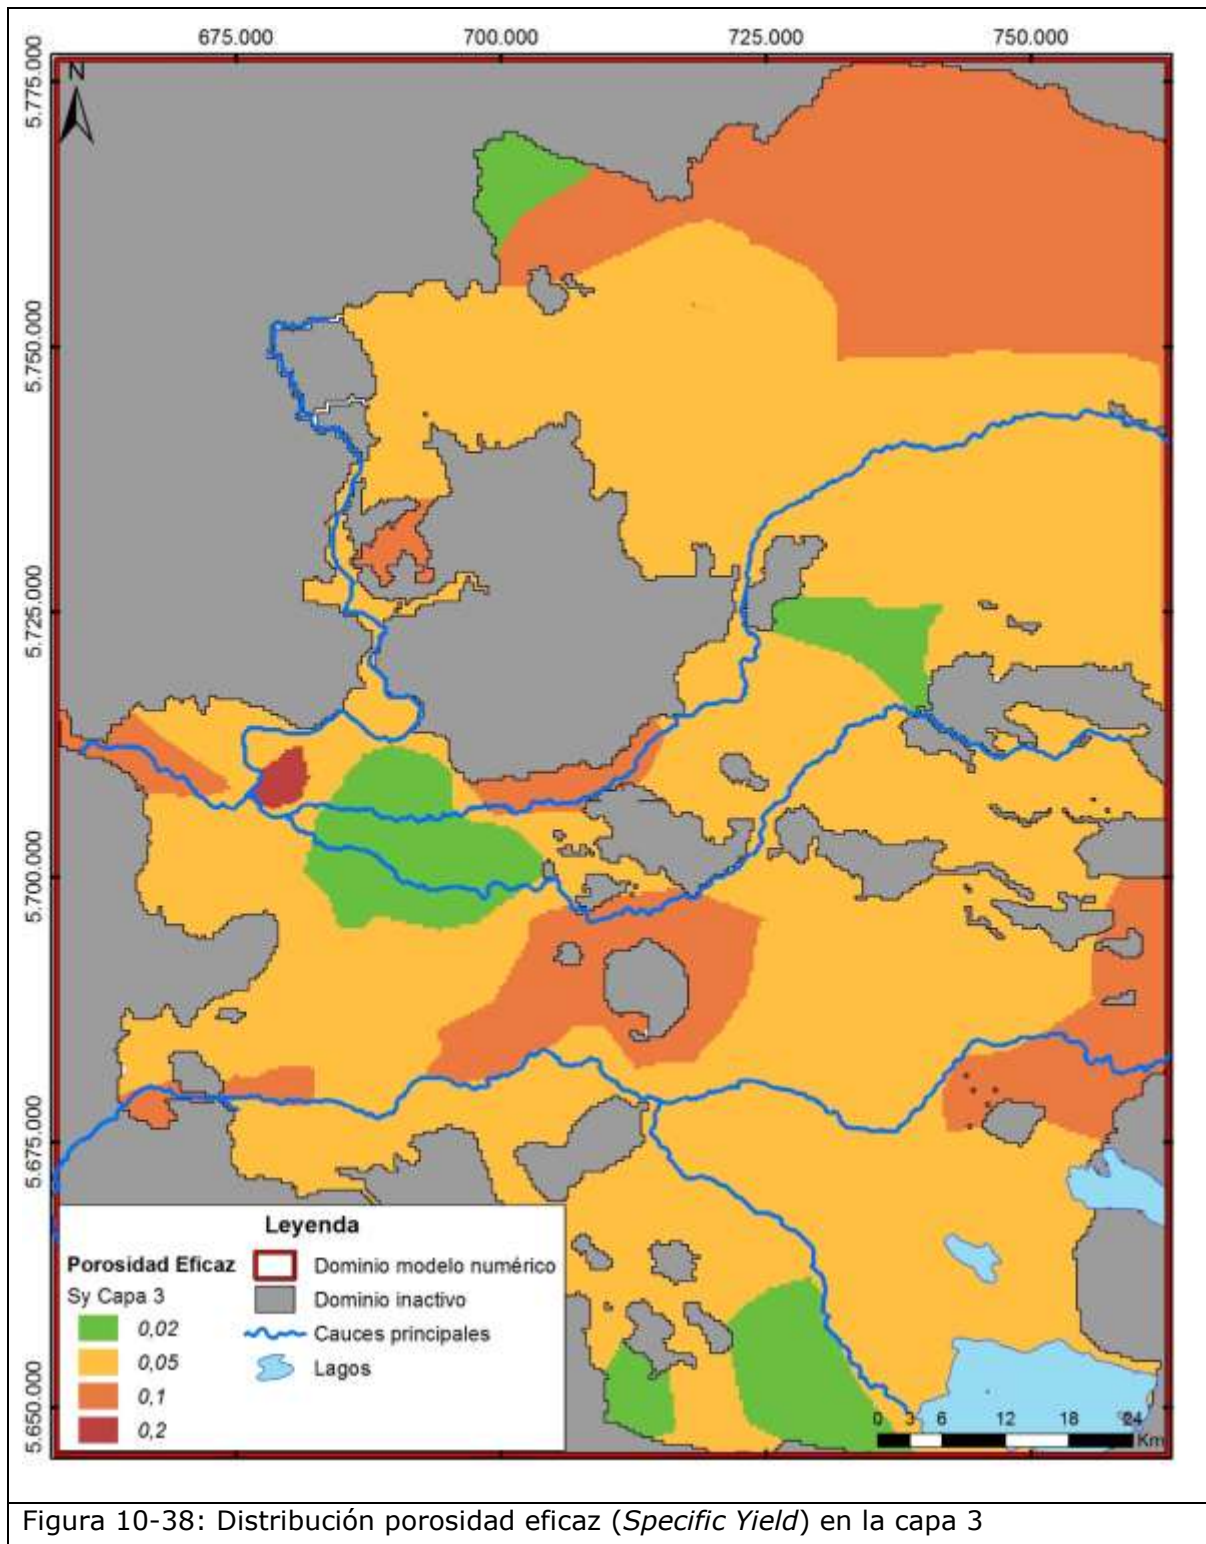 675.000 700.000 725.000 750.000
N
5.775.000
5.750.000
5.725.000
5.700.000
5.675.000
5.650.000
Leyenda
Porosidad Eficaz
Sy Capa 3
0,02
0,05
0,1
0,2
Dominio modelo numérico
Dominio inactivo
Cauces principales
Lagos
0 3 6 12 18 24
Km
Figura 10-38: Distribución porosidad eficaz (Specific Yield) en la capa 3